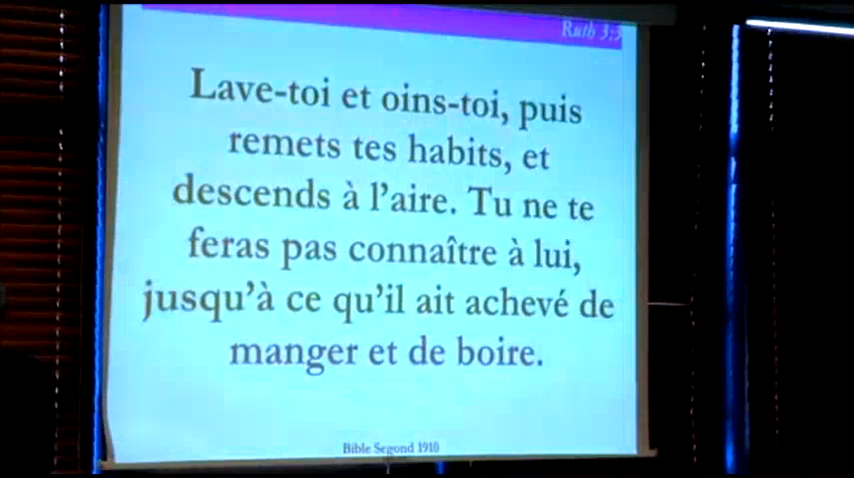 Ruth 3:3
Lave-toi et oins-toi, puis
remets tes habits, et
descends à l'aire. Tu ne te
feras pas connaître à lui,
jusqu'à ce qu'il ait achevé de
manger et de boire.
Bible Segond 1910